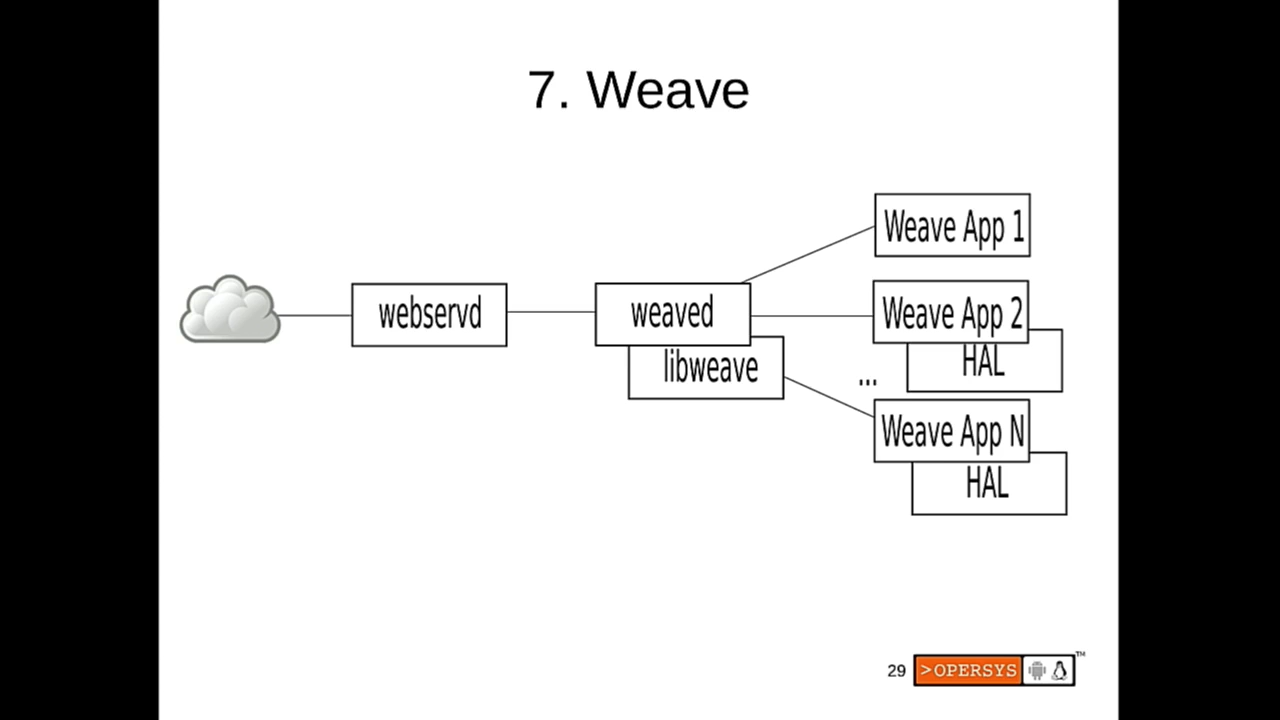 7. Weave
webservd
weaved
libweave
Weave App 1
Weave App 2
HAL
...
Weave App N
HAL
29
>OPERSYS
TM